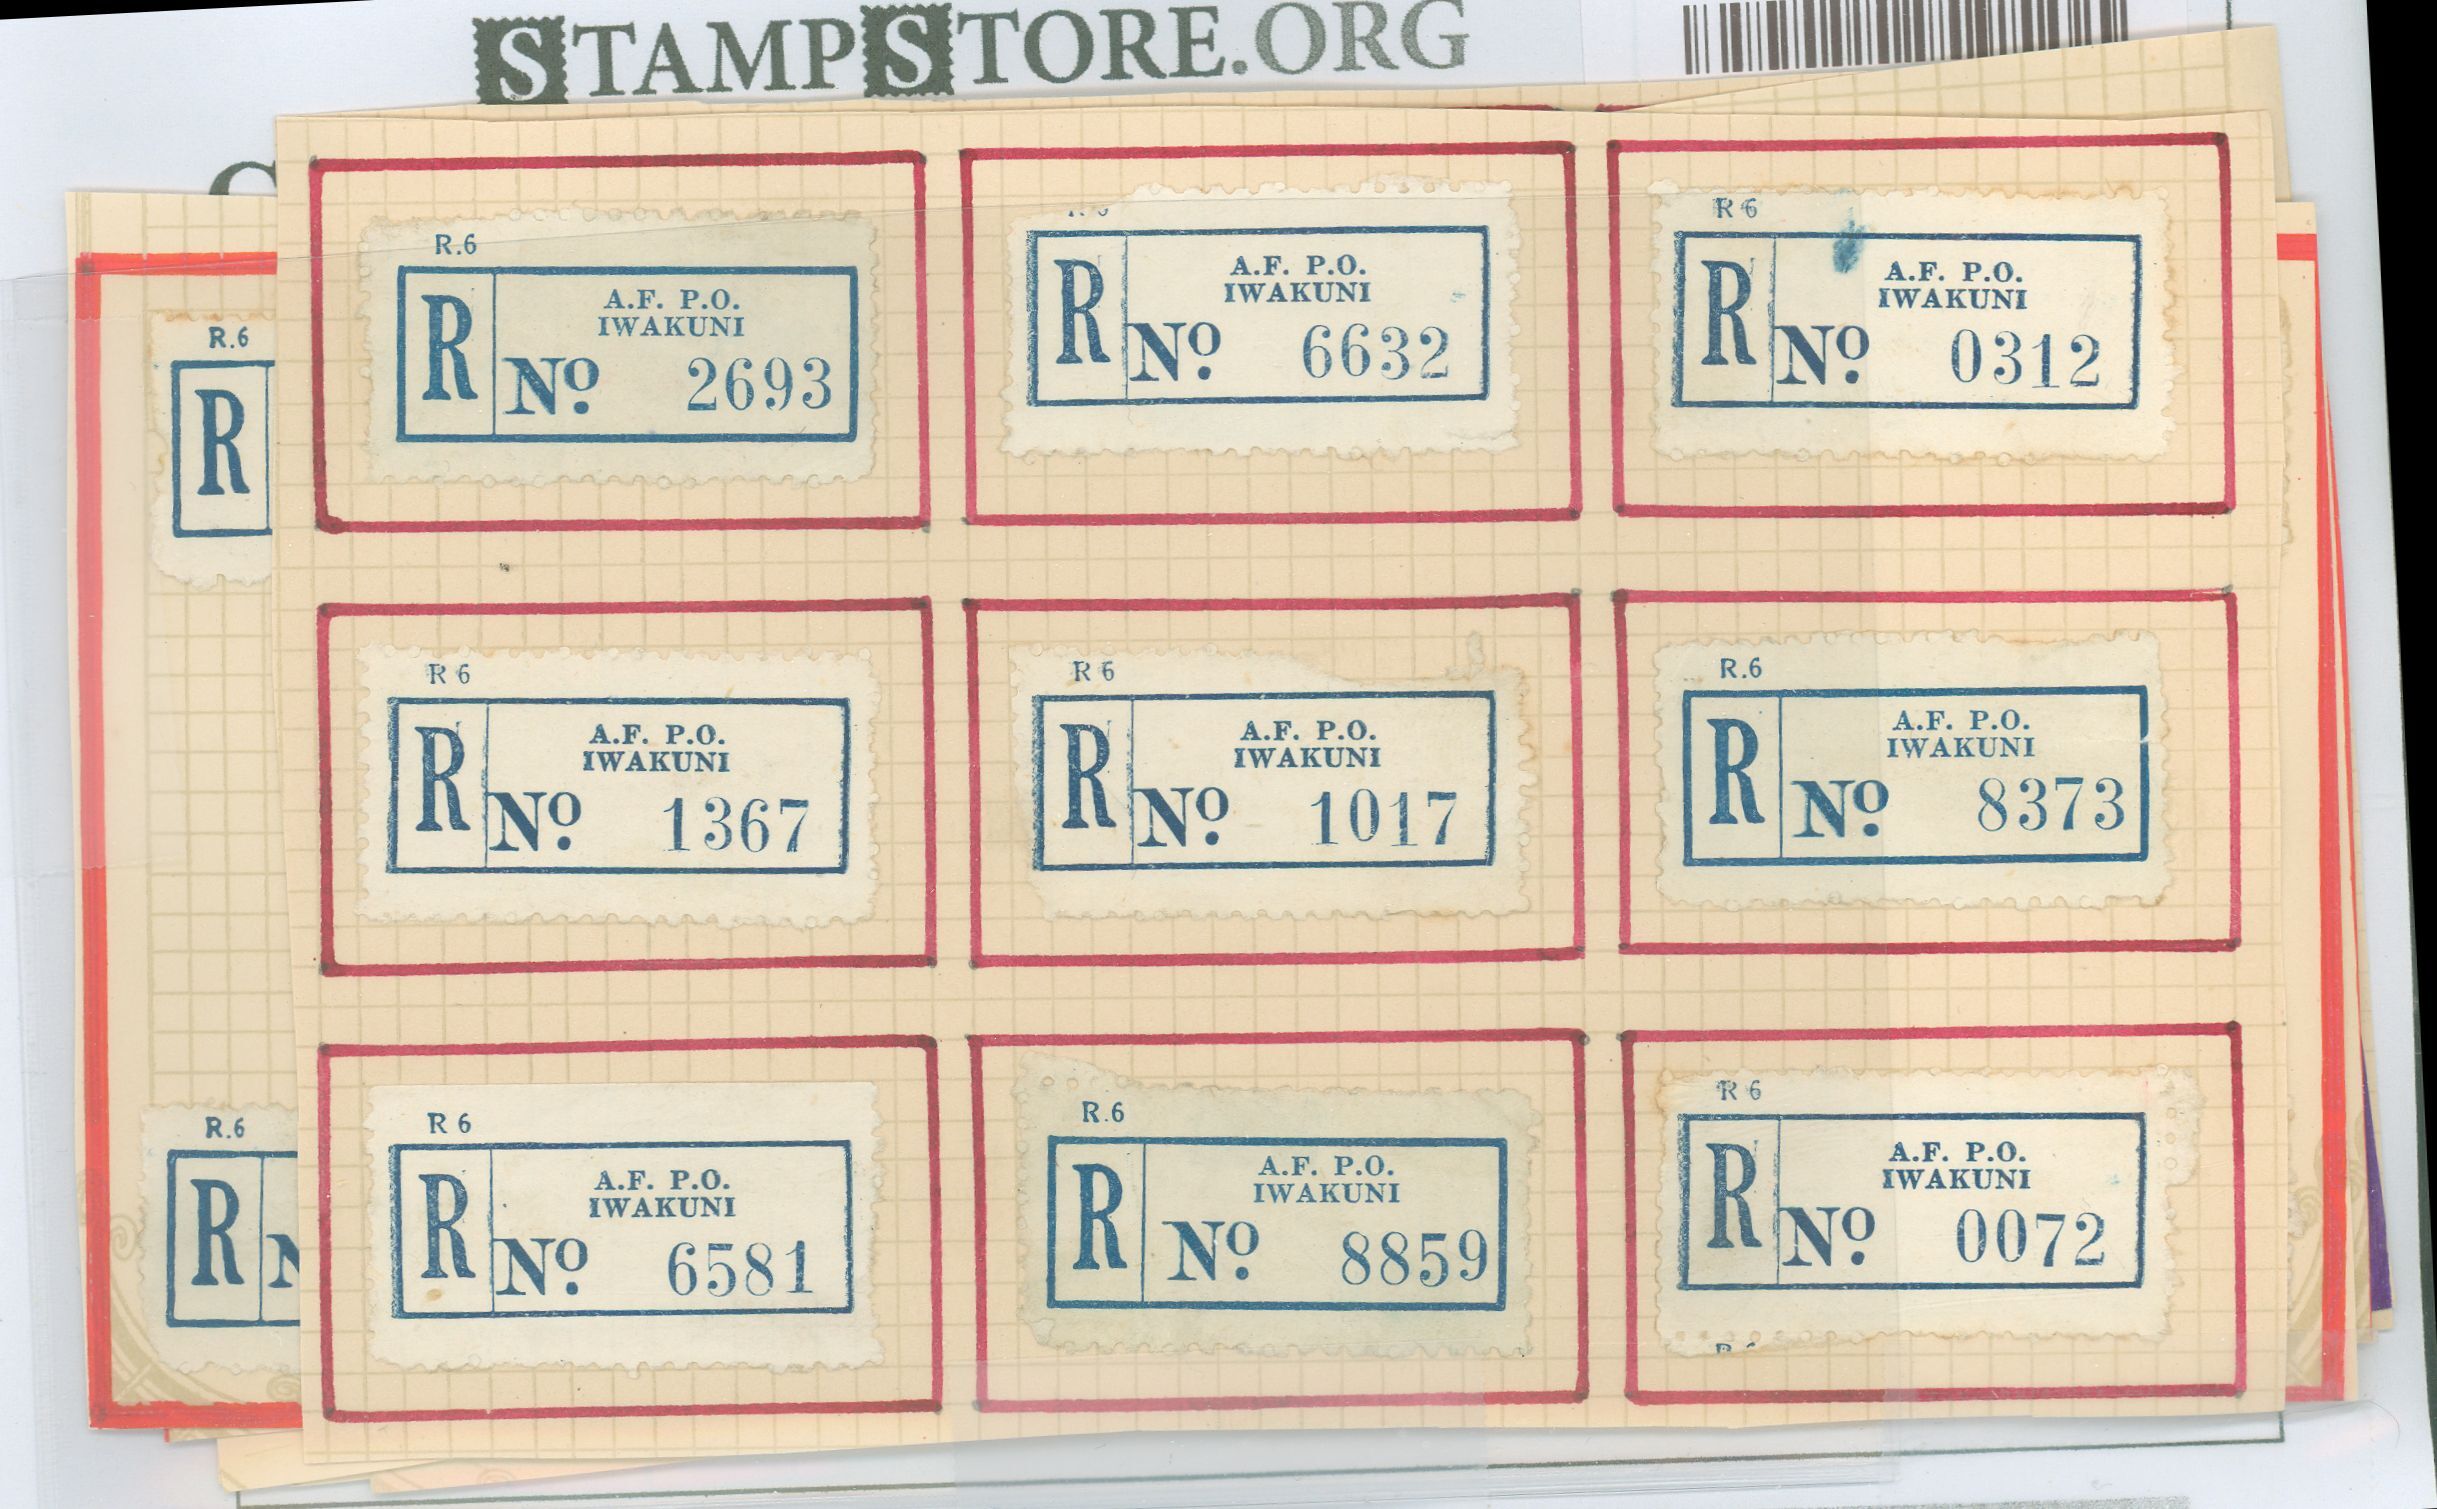 STAMPSTORE.ORG
R.6
R
A.F. P.O.
IWAKUNI
No. 2693
R
A.F. P.O.
IWAKUNI
No. 6632
R 6
R
A.F. P.O.
IWAKUNI
No. 0312
R.6
R
R 6
R
A.F. P.O.
IWAKUNI
No. 1367
R 6
R
A.F. P.O.
IWAKUNI
No. 1017
R.6
R
A.F. P.O.
IWAKUNI
No. 8373
R.6
R
R 6
R
A.F. P.O.
IWAKUNI
No. 6581
R.6
R
A.F. P.O.
IWAKUNI
No. 8859
R 6
R
A.F. P.O.
IWAKUNI
No. 0072